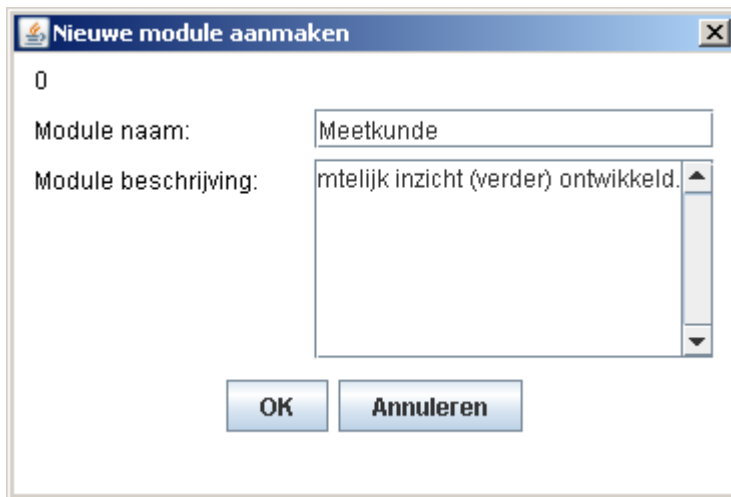 Nieuwe module aanmaken
0
Module naam: Meetkunde
Module beschrijving: mtelijk inzicht (verder) ontwikkeld.
OK Annuleren